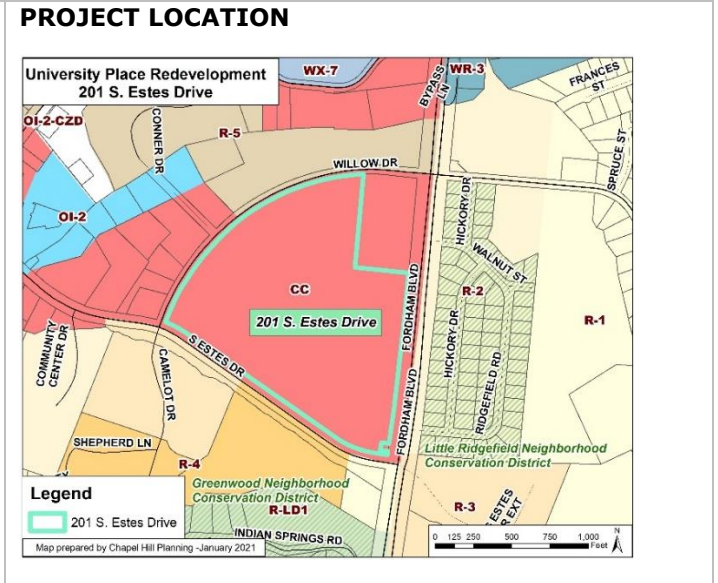 PROJECT LOCATION
University Place Redevelopment
201 S. Estes Drive
WX-7
BYPASS
LN
WR-3
FRANCES
ST
OI-2-CZD
CONNER DR
R-5
SPRUCE ST
WILLOW DR
OI-2
HICKORY DR
WALNUT ST
CC
FORDHAM BLVD
R-2
201 S. Estes Drive
HICKORY DR
R-1
COMMUNITY
CENTER DR
S ESTES DR
CAMELOT DR
RIDGEFIELD RD
FORDHAM BLVD
SHEPHERD LN
R-4
Little Ridgefield Neighborhood
Conservation District
Greenwood Neighborhood
Conservation District
R-LD1
R-3
S ESTES
R EXT
Legend
201 S. Estes Drive
INDIAN SPRINGS RD
0 125 250 500 750 1,000
Feet
N
Map prepared by Chapel Hill Planning -January 2021